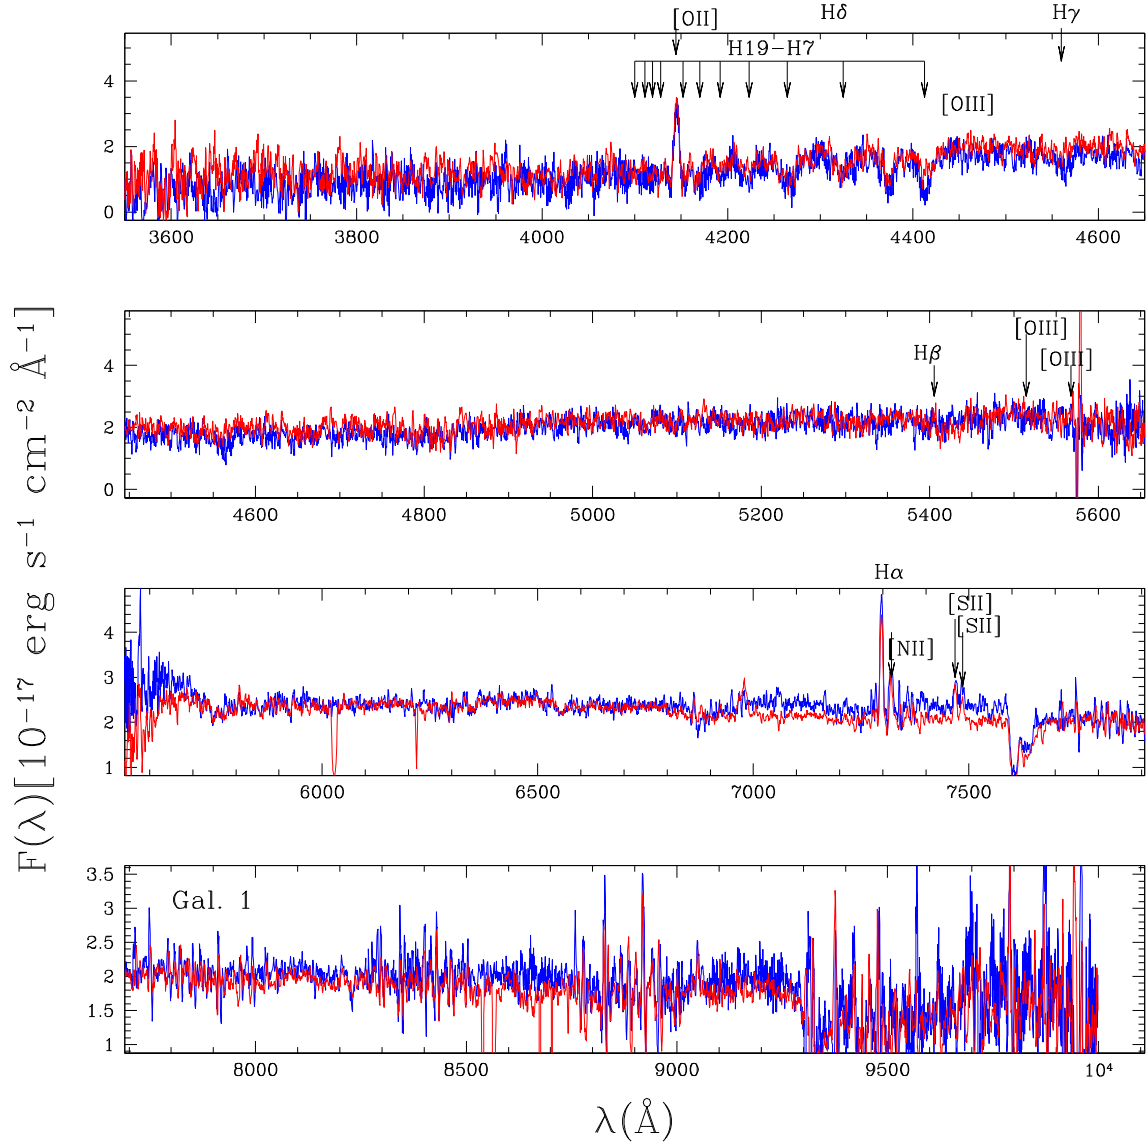 [OII] Hδ Hγ
H19−H7
[OIII]
4
2
0
3600 3800 4000 4200 4400 4600
[OIII]
Hβ [OIII]
4
2
0
4600 4800 5000 5200 5400 5600
Hα
[SII]
[SII]
[NII]
4
3
2
1
6000 6500 7000 7500
Gal. 1
3.5
3
2.5
2
1.5
1
8000 8500 9000 9500 10⁴
λ(Å)
F(λ)[10⁻¹⁷ erg s⁻¹ cm⁻² Å⁻¹]